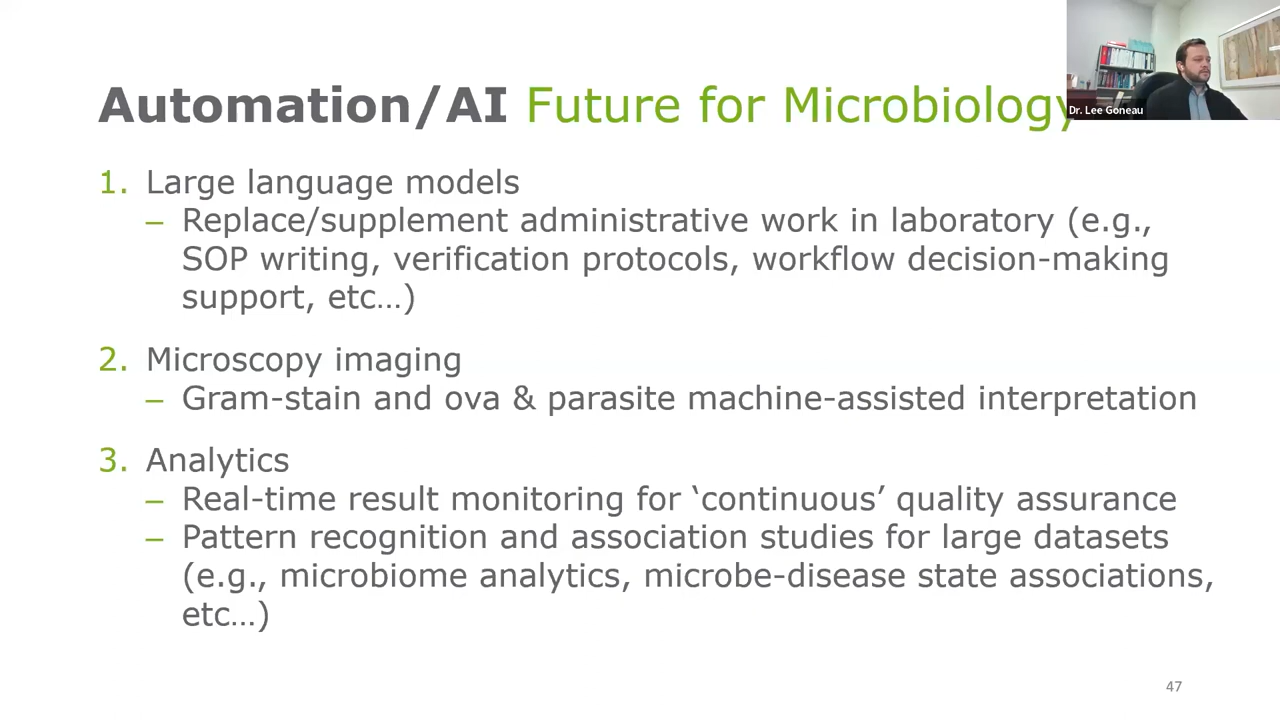 Automation/AI Future for Microbiology
Dr. Lee Goneau
1. Large language models
– Replace/supplement administrative work in laboratory (e.g.,
SOP writing, verification protocols, workflow decision-making
support, etc…)
2. Microscopy imaging
– Gram-stain and ova & parasite machine-assisted interpretation
3. Analytics
– Real-time result monitoring for ‘continuous’ quality assurance
– Pattern recognition and association studies for large datasets
(e.g., microbiome analytics, microbe-disease state associations,
etc…)
47